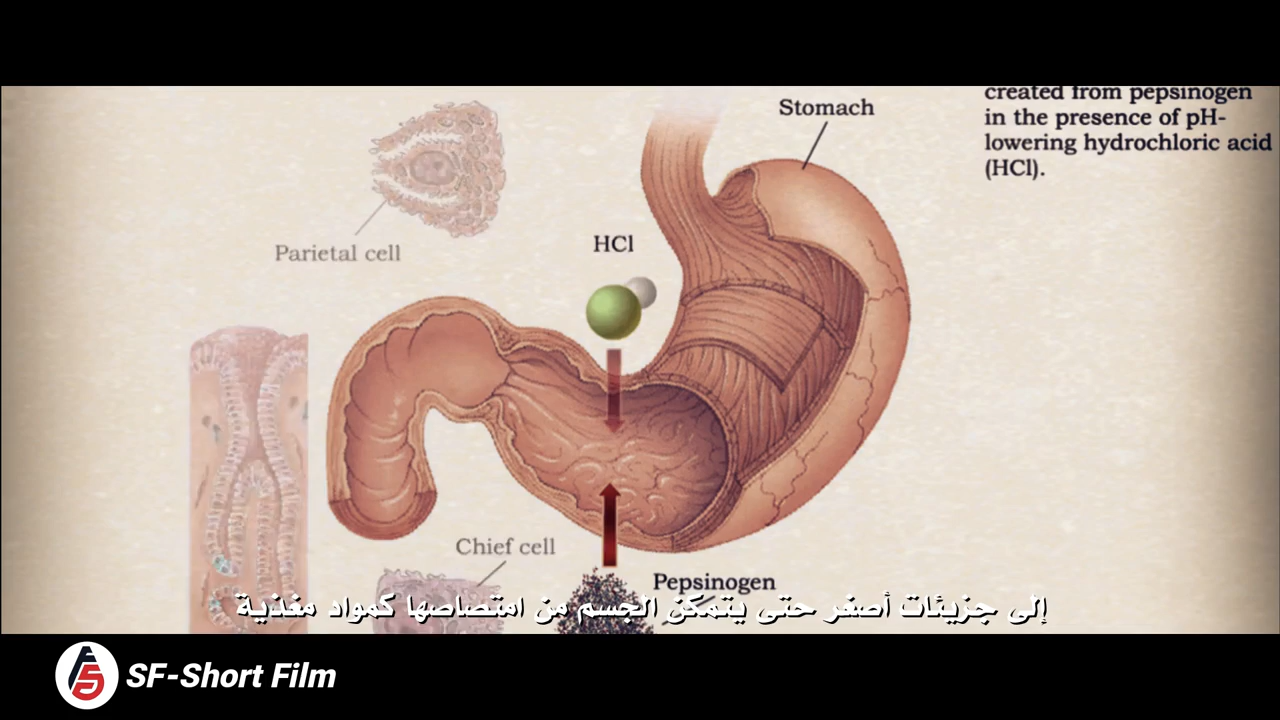 created from pepsinogen
in the presence of pH-
lowering hydrochloric acid
(HCl).
Stomach
Parietal cell
HCl
Chief cell
Pepsinogen
إلى جزيئات أصغر حتى يتمكن الجسم من امتصاصها كمواد مغذية
SF-Short Film